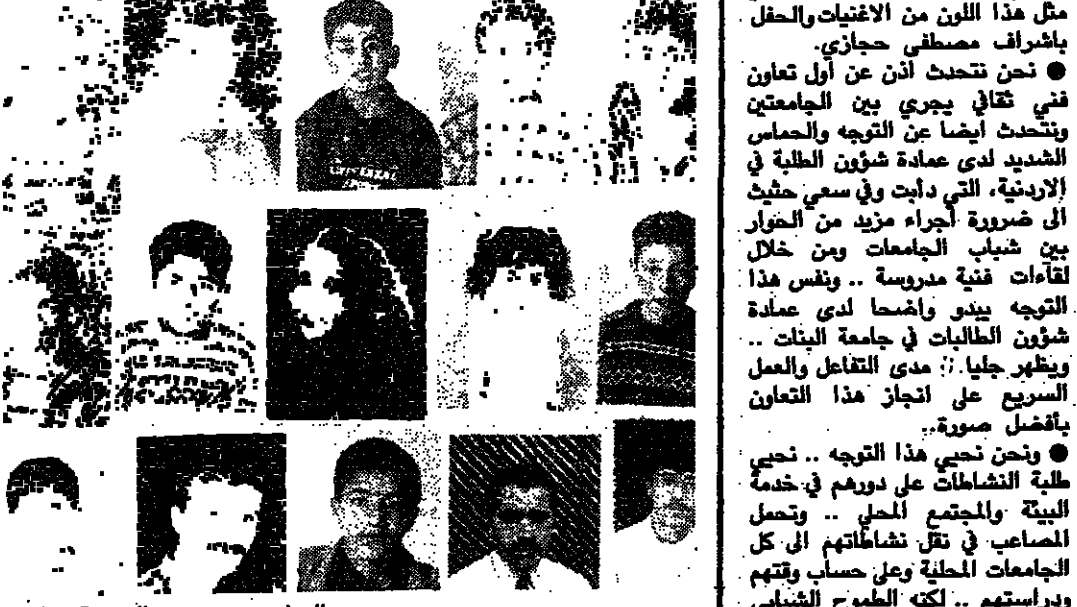 مثل هذا اللون من الاغنيات والحفل
باشراف مصطفى حجازي.
● نحن نتحدث اذن عن أول تعاون
فني ثقافي يجري بين الجامعتين
ونتحدث ايضا عن التوجه والحماس
الشديد لدى عمادة شؤون الطلبة في
الاردنية، التي دأبت وفي سعي حثيث
الى ضرورة أجراء مزيد من الحوار
بين شباب الجامعات ومن خلال
لقاءات فنية مدروسة .. ونفس هذا
التوجه يبدو واضحا لدى عمادة
شؤون الطالبات في جامعة البنات ..
ويظهر جليا .. مدى التفاعل والعمل
السريع على انجاز هذا التعاون
بأفضل صورة..
● ونحن نحيي هذا التوجه .. نحيي
طلبة النشاطات على دورهم في خدمة
البيئة والمجتمع المحلي .. وتحمل
المصاعب في نقل نشاطاتهم الى كل
الجامعات المحلية وعلى حساب وقتهم
ودراستهم .. لكنه الطموح الشبابي